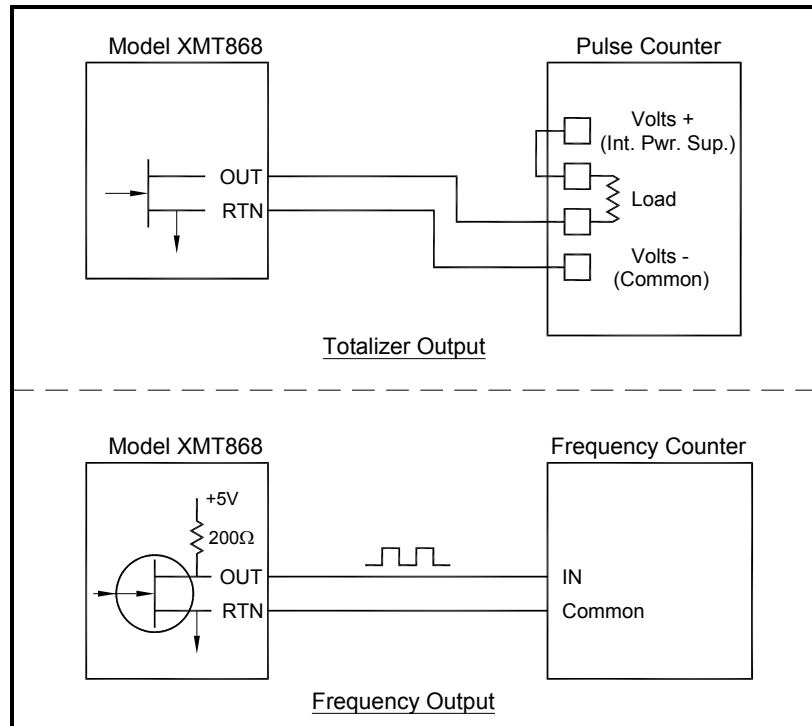 Model XMT868
Pulse Counter
Volts +
(Int. Pwr. Sup.)
OUT
Load
RTN
Volts -
(Common)
Totalizer Output
Model XMT868
Frequency Counter
+5V
200Ω
OUT
IN
RTN
Common
Frequency Output